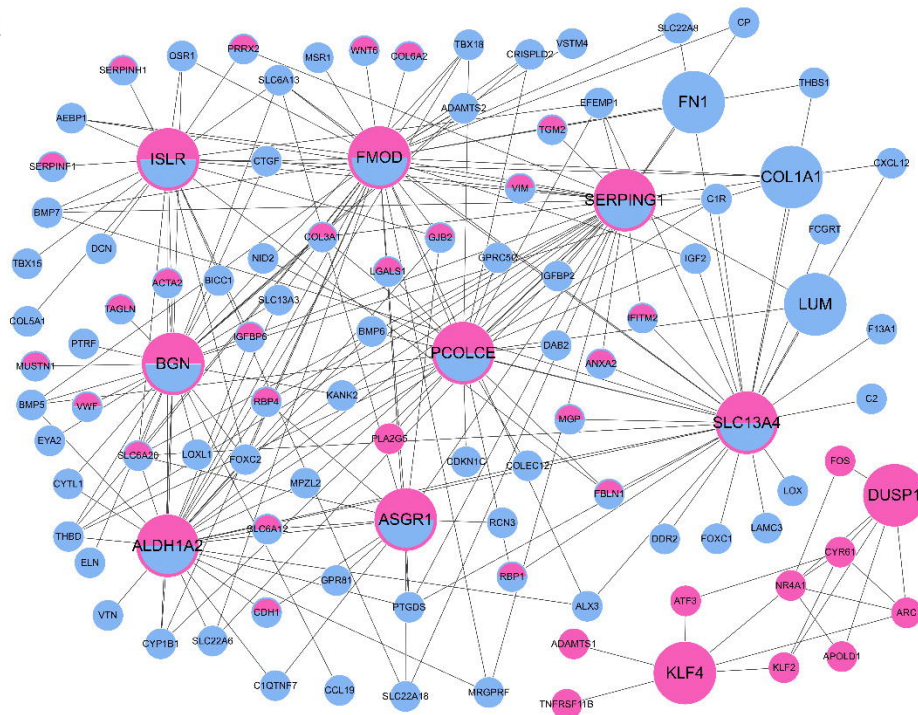 CP
PRRX2
WNT6
SLC22A8
OSR1
MSR1
COL6A2
TBX18
CRISPLD2
VSTM4
SERPINH1
SLC6A13
THBS1
ADAMTS2
EFEMP1
FN1
AEBP1
TGM2
SERPINF1
ISLR
CTGF
FMOD
CXCL12
COL1A1
BMP7
VIM
SERPING1
C1R
COL3A1
GJB2
DCN
NID2
GPRC5C
IGF2
FCGRT
TBX15
ACTA2
BICC1
LGALS1
IGFBP2
TAGLN
SLC13A3
LUM
COL5A1
IGFBP6
BMP6
IFITM2
F13A1
PTRF
DAB2
BGN
PCOLCE
ANXA2
MUSTN1
VWF
RBP4
KANK2
C2
BMP5
MGP
SLC13A4
EYA2
PLA2G5
SLC6A20
LOXL1
FOXC2
CDKN1C
COLEC12
FOS
CYTL1
MPZL2
FBLN1
LOX
DUSP1
THBD
ALDH1A2
SLC6A12
ASGR1
RCN3
LAMC3
DDR2
FOXC1
CYR61
ELN
GPR81
RBP1
NR4A1
VTN
CDH1
PTGDS
ALX3
ATF3
ARC
CYP1B1
SLC22A6
ADAMTS1
APOLD1
KLF4
KLF2
C1QTNF7
CCL19
SLC22A18
MRGPRF
TNFRSF11B